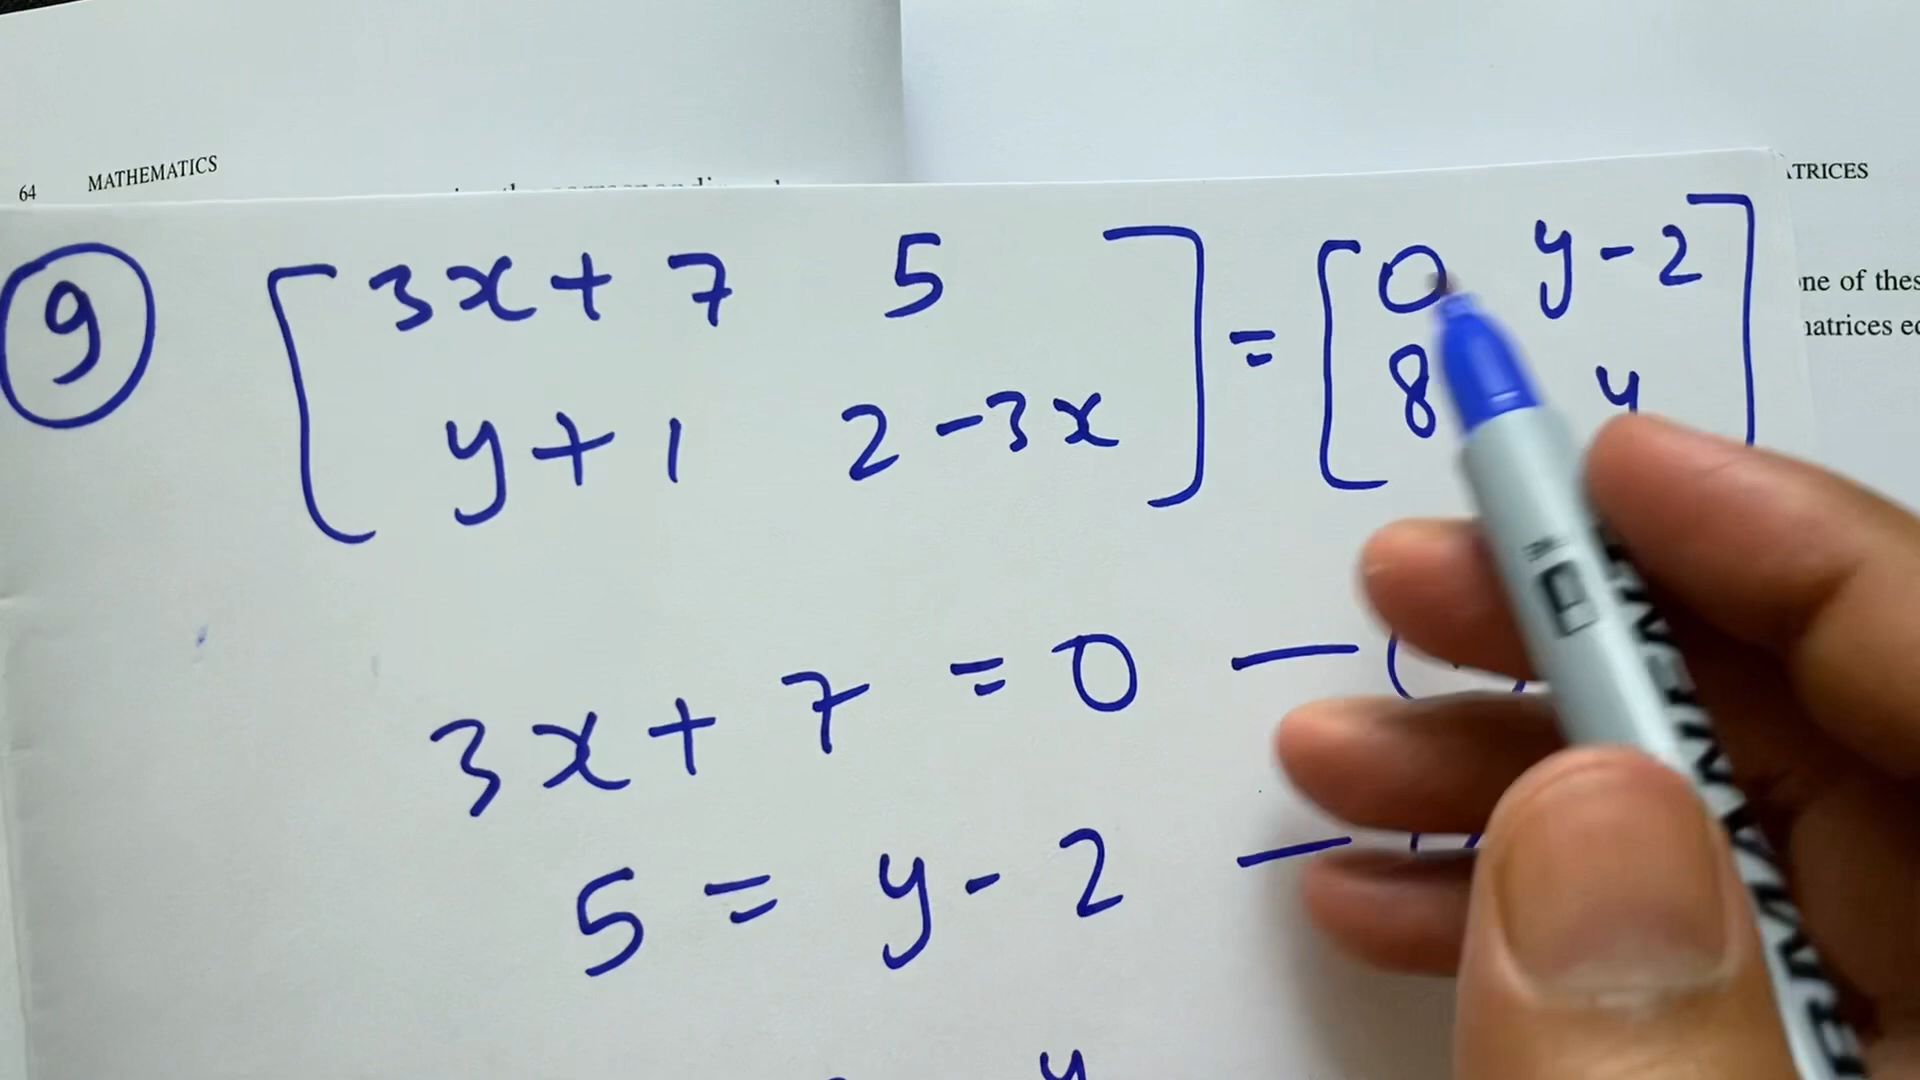 64 MATHEMATICS
TRICES
ne of thes
atrices
9 [3x + 7 5
y + 1 2 - 3x] = [0 y - 2
8 4]
3x + 7 = 0 —
5 = y - 2 —